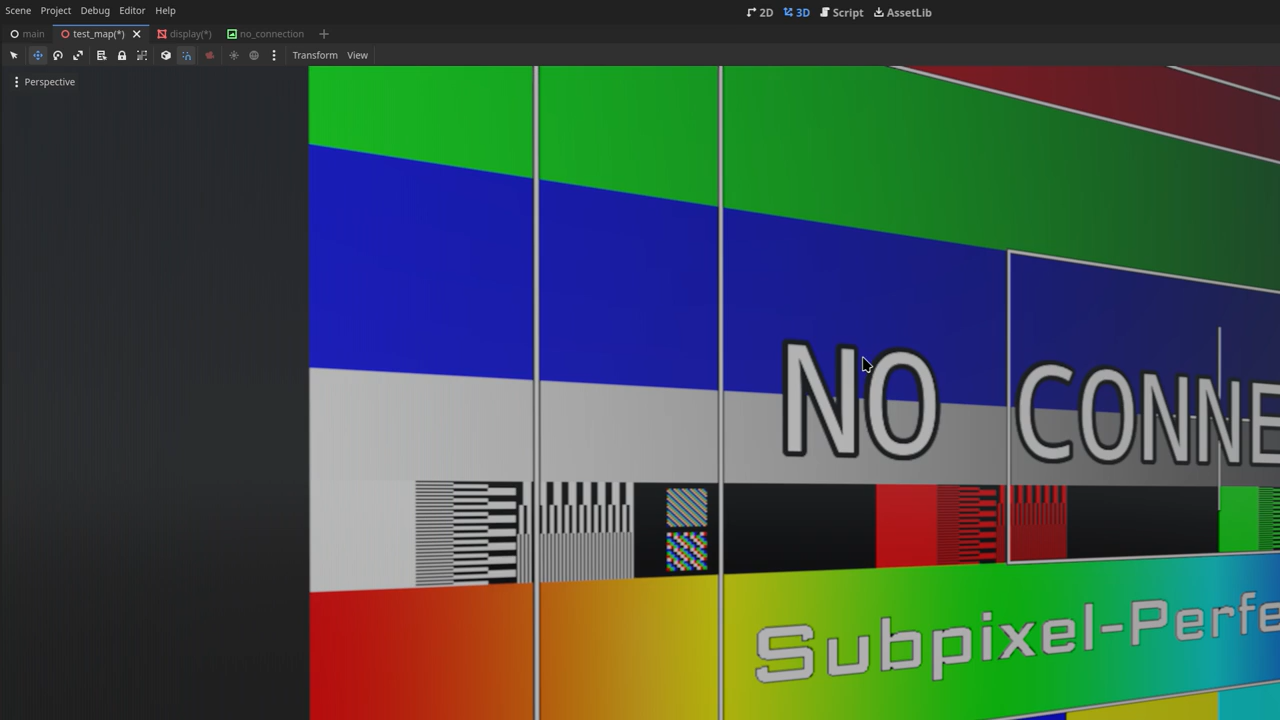 Scene Project Debug Editor Help
2D 3D Script AssetLib
main test_map(*) display(*) no_connection
Transform View
Perspective
NO CONNE
Subpixel-Perfe